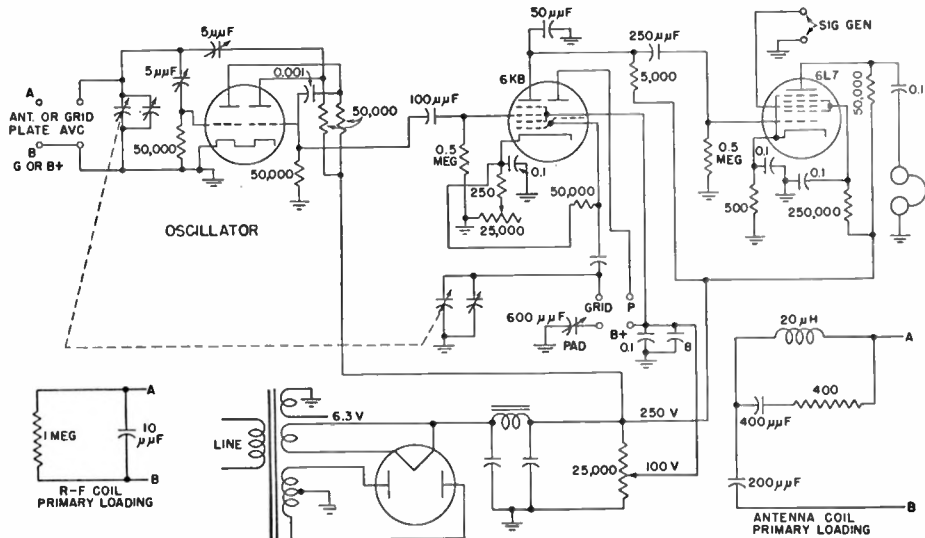 5μμF
5μμF
A
ANT. OR GRID
PLATE AVC
B
G OR B+
50,000
0.001
50,000
50,000
OSCILLATOR
100μμF
50μμF
6KB
0.5
MEG
250
0.1
25,000
50,000
250μμF
5,000
SIG GEN
6L7
50,000
0.1
0.5
MEG
0.1
0.1
500
250,000
GRID
P
600μμF
PAD
B+
0.1
8
20μH
A
400
400μμF
200μμF
B
ANTENNA COIL
PRIMARY LOADING
A
1 MEG
10
μμF
B
R-F COIL
PRIMARY LOADING
LINE
6.3 V
250 V
25,000
100 V